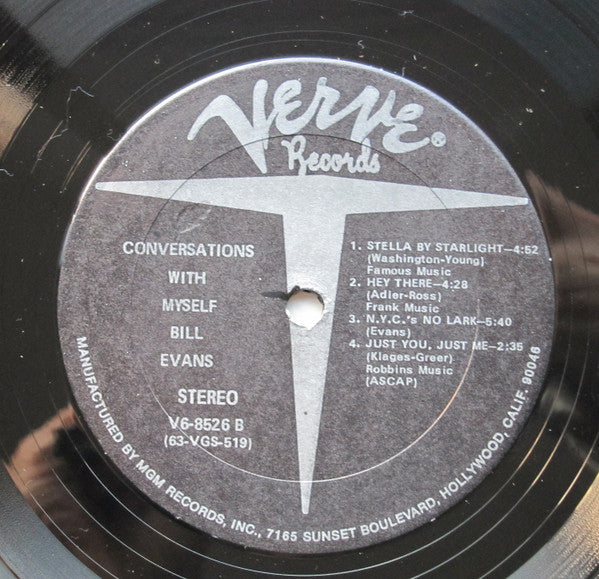 Verve®
Records
CONVERSATIONS
WITH
MYSELF
BILL
EVANS
STEREO
V6-8526 B
(63-VGS-519)
1. STELLA BY STARLIGHT—4:52
(Washington-Young)
Famous Music
2. HEY THERE—4:28
(Adler-Ross)
Frank Music
3. N.Y.C.'s NO LARK—5:40
(Evans)
4. JUST YOU, JUST ME—2:35
(Klages-Greer)
Robbins Music
(ASCAP)
MANUFACTURED BY MGM RECORDS, INC., 7165 SUNSET BOULEVARD, HOLLYWOOD, CALIF. 90046